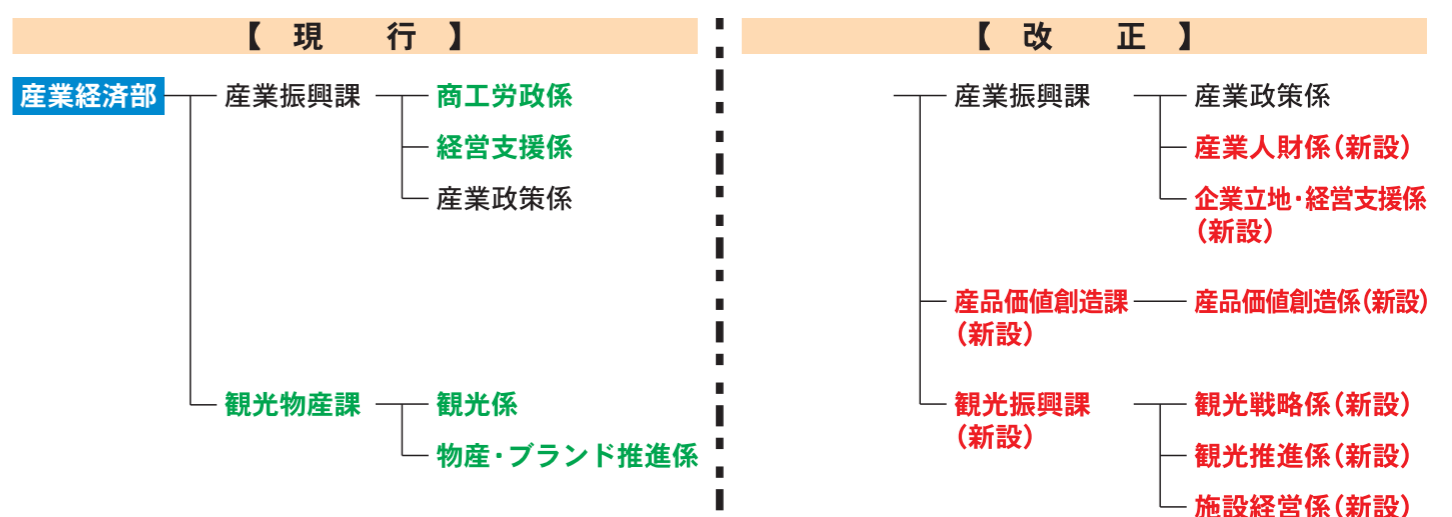 【 現 行 】
産業経済部
産業振興課
商工労政係
経営支援係
産業政策係
観光物産課
観光係
物産・ブランド推進係
【 改 正 】
産業振興課
産業政策係
産業人財係(新設)
企業立地・経営支援係
(新設)
産品価値創造課
(新設)
産品価値創造係(新設)
観光振興課
(新設)
観光戦略係(新設)
観光推進係(新設)
施設経営係(新設)